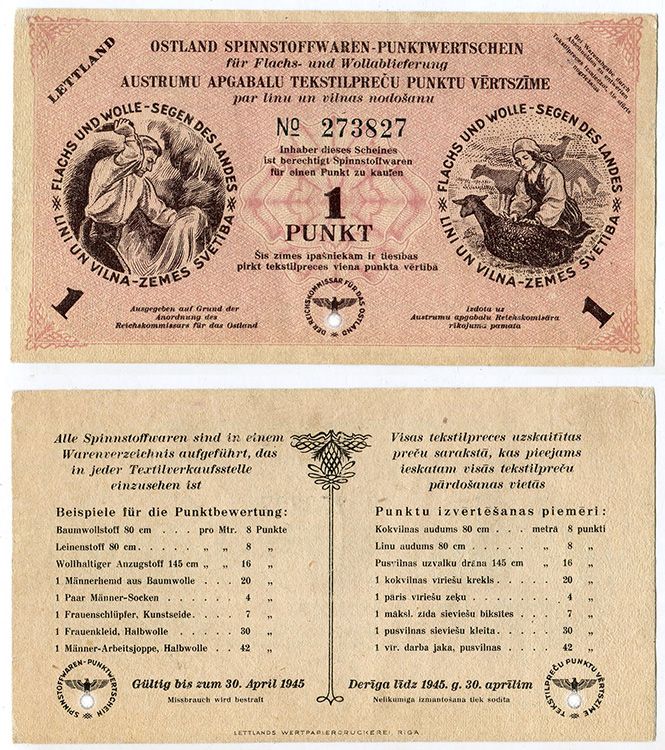 LETTLAND
OSTLAND SPINNSTOFFWAREN-PUNKTWERTSCHEIN
für Flachs- und Wollablieferung
AUSTRUMU APGABALU TEKSTILPREČU PUNKTU VĒRTSZĪME
par linu un vilnas nodošanu
Bei Warenabgabe durch
№ 273827
FLACHS UND WOLLE-SEGEN DES LANDES
LINI UN VILNA-ZEMES SVĒTĪBA
Inhaber dieses Scheines
ist berechtigt Spinnstoffwaren
für einen Punkt zu kaufen
1
PUNKT
Šīs zīmes īpašniekam ir tiesības
pirkt tekstilpreces viena punkta vērtībā
FLACHS UND WOLLE-SEGEN DES LANDES
LINI UN VILNA-ZEMES SVĒTĪBA
1
Ausgegeben auf Grund der
Anordnung des
Reichskommissars für das Ostland
DER REICHSKOMMISSAR FÜR DAS OSTLAND
Izdota uz
Austrumu apgabalu Reichskomisāra
rīkojuma pamata
1
Alle Spinnstoffwaren sind in einem
Warenverzeichnis aufgeführt, das
in jeder Textilverkaufsstelle
einzusehen ist
Beispiele für die Punktbewertung:
Baumwollstoff 80 cm . . . . pro Mtr. 8 Punkte
Leinenstoff 80 cm . . . . . „ „ 8 „
Wollhaltiger Anzugstoff 145 cm „ „ 16 „
1 Männerhemd aus Baumwolle . . . 20 „
1 Paar Männer-Socken . . . . 4 „
1 Frauenschlüpfer, Kunstseide . . . 7 „
1 Frauenkleid, Halbwolle . . . . 30 „
1 Männer-Arbeitsjoppe, Halbwolle . . 42 „
SPINNSTOFFWAREN-PUNKTWERTSCHEIN
Gültig bis zum 30. April 1945
Missbrauch wird bestraft
Visas tekstilpreces uzskaitītas
preču sarakstā, kas pieejams
ieskatam visās tekstilpreču
pārdošanas vietās
Punktu izvērtēšanas piemēri:
Kokvilnas audums 80 cm . . . metrā 8 punkti
Linu audums 80 cm . . . . . „ 8 „
Pusvilnas uzvalku drāna 145 cm „ 16 „
1 kokvilnas vīriešu krekls . . . . 20 „
1 pāris vīriešu zeķu . . . . . 4 „
1 māksl. zīda sieviešu biksītes . . . 7 „
1 pusvilnas sieviešu kleita . . . . 30 „
1 vīr. darba jaka, pusvilnas . . . . 42 „
Derīga līdz 1945. g. 30. aprīlim
Nelikumīga izmantošana tiek sodīta
TEKSTILPREČU PUNKTU VĒRTSZĪME
LETTLANDS WERTPAPIERDRUCKEREI, RIGA